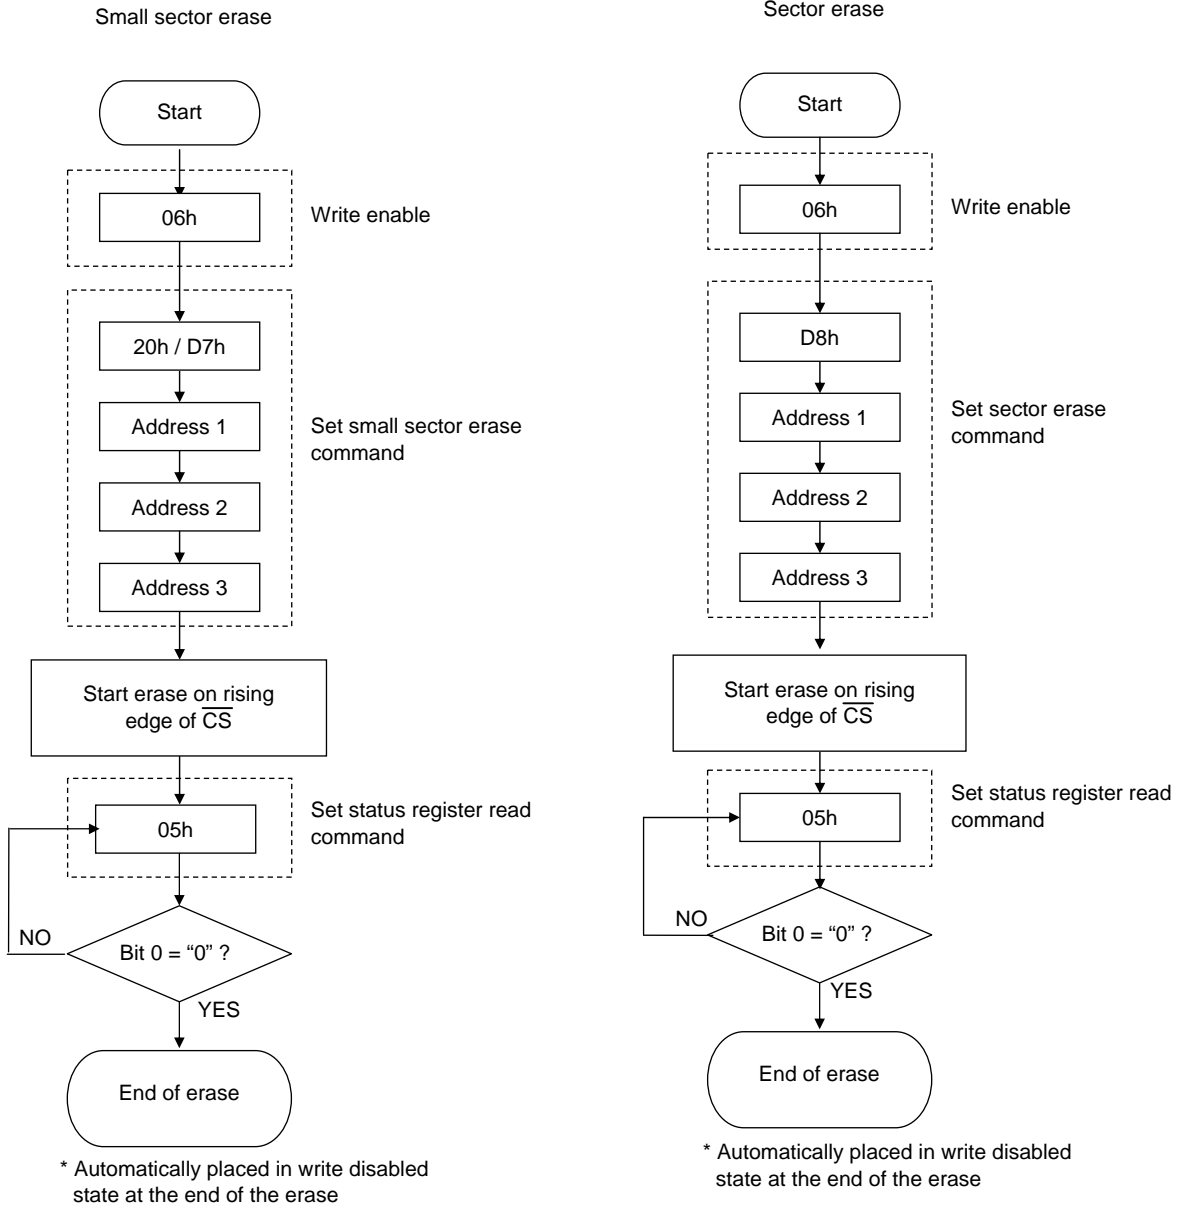 Small sector erase
Start
06h
Write enable
20h / D7h
Address 1
Set small sector erase
command
Address 2
Address 3
Start erase on rising
edge of C̅S̅
05h
Set status register read
command
NO
Bit 0 = “0” ?
YES
End of erase
* Automatically placed in write disabled
state at the end of the erase
Sector erase
Start
06h
Write enable
D8h
Address 1
Set sector erase
command
Address 2
Address 3
Start erase on rising
edge of C̅S̅
05h
Set status register read
command
NO
Bit 0 = “0” ?
YES
End of erase
* Automatically placed in write disabled
state at the end of the erase